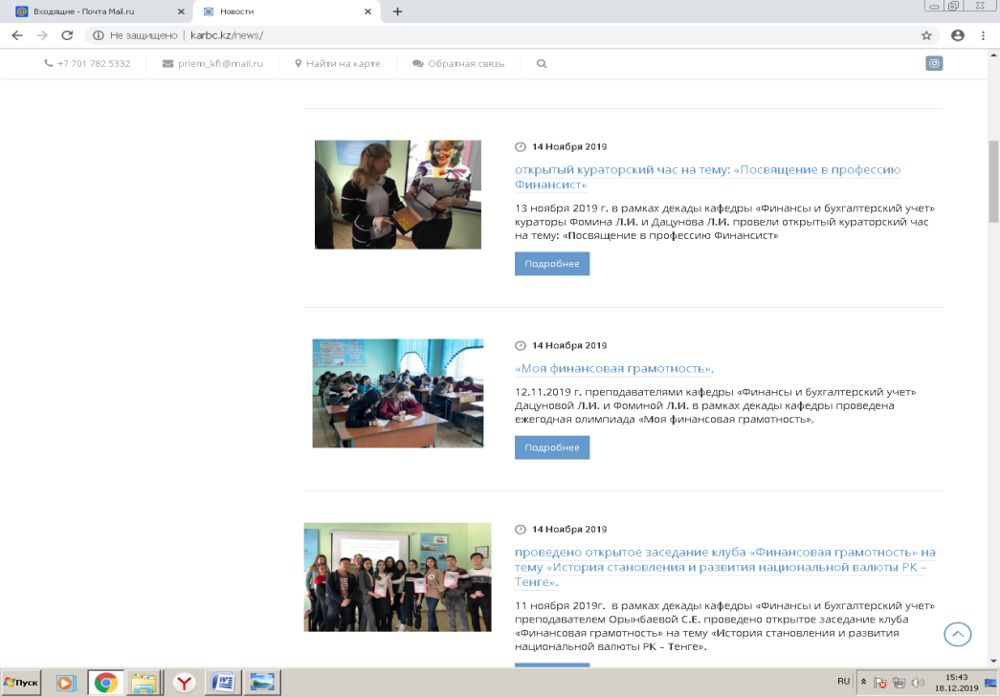 Входящие - Почта Mail.ru
Новости
Не защищено | karbc.kz/news/
+7 701 782 5332
priem_kfi@mail.ru
Найти на карте
Обратная связь
14 Ноября 2019
открытый кураторский час на тему: «Посвящение в профессию
Финансист»
13 ноября 2019 г. в рамках декады кафедры «Финансы и бухгалтерский учет»
кураторы Фомина Л.И. и Дацунова Л.И. провели открытый кураторский час
на тему: «Посвящение в профессию Финансист»
Подробнее
14 Ноября 2019
«Моя финансовая грамотность»,
12.11.2019 г. преподавателями кафедры «Финансы и бухгалтерский учет»
Дацуновой Л.И. и Фоминой Л.И. в рамках декады кафедры проведена
ежегодная олимпиада «Моя финансовая грамотность»,
Подробнее
14 Ноября 2019
проведено открытое заседание клуба «Финансовая грамотность» на
тему «История становления и развития национальной валюты РК –
Тенге».
11 ноября 2019г. в рамках декады кафедры «Финансы и бухгалтерский учет»
преподавателем Орынбаевой С.Е. проведено открытое заседание клуба
«Финансовая грамотность» на тему «История становления и развития
национальной валюты РК – Тенге».
Пуск
RU
15:43
18.12.2019